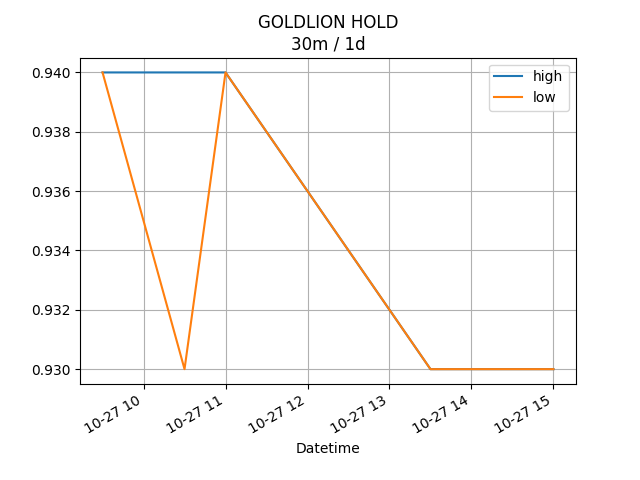 GOLDLION HOLD
30m / 1d
high
low
0.940
0.938
0.936
0.934
0.932
0.930
10-27 10
10-27 11
10-27 12
10-27 13
10-27 14
10-27 15
Datetime